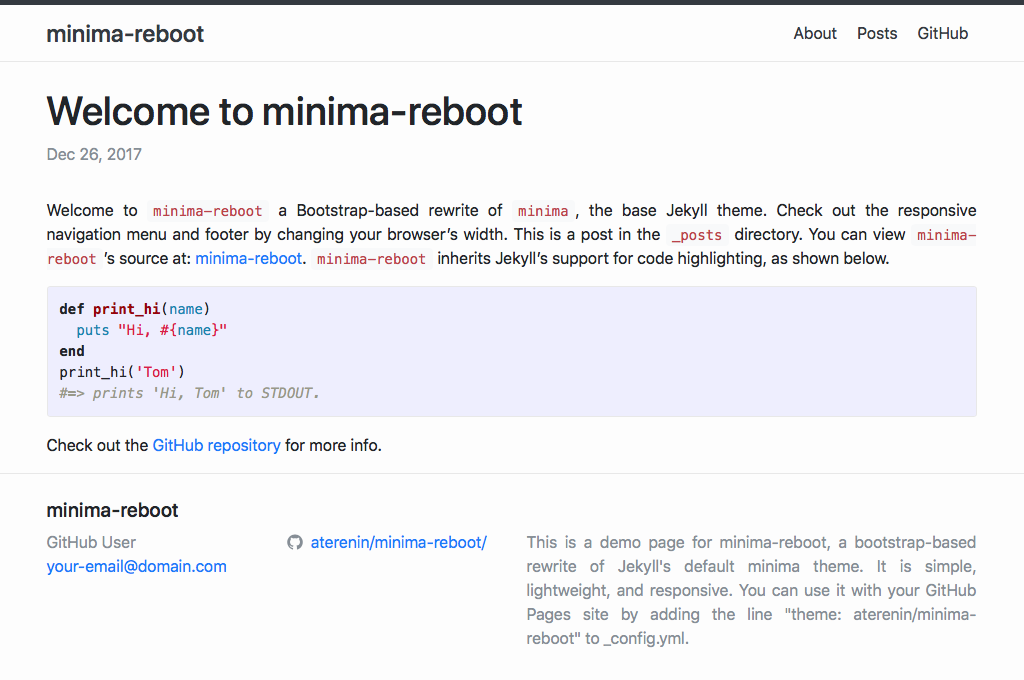 minima-reboot
About Posts GitHub
Welcome to minima-reboot
Dec 26, 2017
Welcome to minima-reboot a Bootstrap-based rewrite of minima, the base Jekyll theme. Check out the responsive
navigation menu and footer by changing your browser’s width. This is a post in the _posts directory. You can view minima-
reboot ’s source at: minima-reboot. minima-reboot inherits Jekyll’s support for code highlighting, as shown below.
def print_hi(name)
  puts "Hi, #{name}"
end
print_hi('Tom')
#=> prints 'Hi, Tom' to STDOUT.
Check out the GitHub repository for more info.
minima-reboot
GitHub User
your-email@domain.com
aterenin/minima-reboot/
This is a demo page for minima-reboot, a bootstrap-based
rewrite of Jekyll's default minima theme. It is simple,
lightweight, and responsive. You can use it with your GitHub
Pages site by adding the line "theme: aterenin/minima-
reboot" to _config.yml.